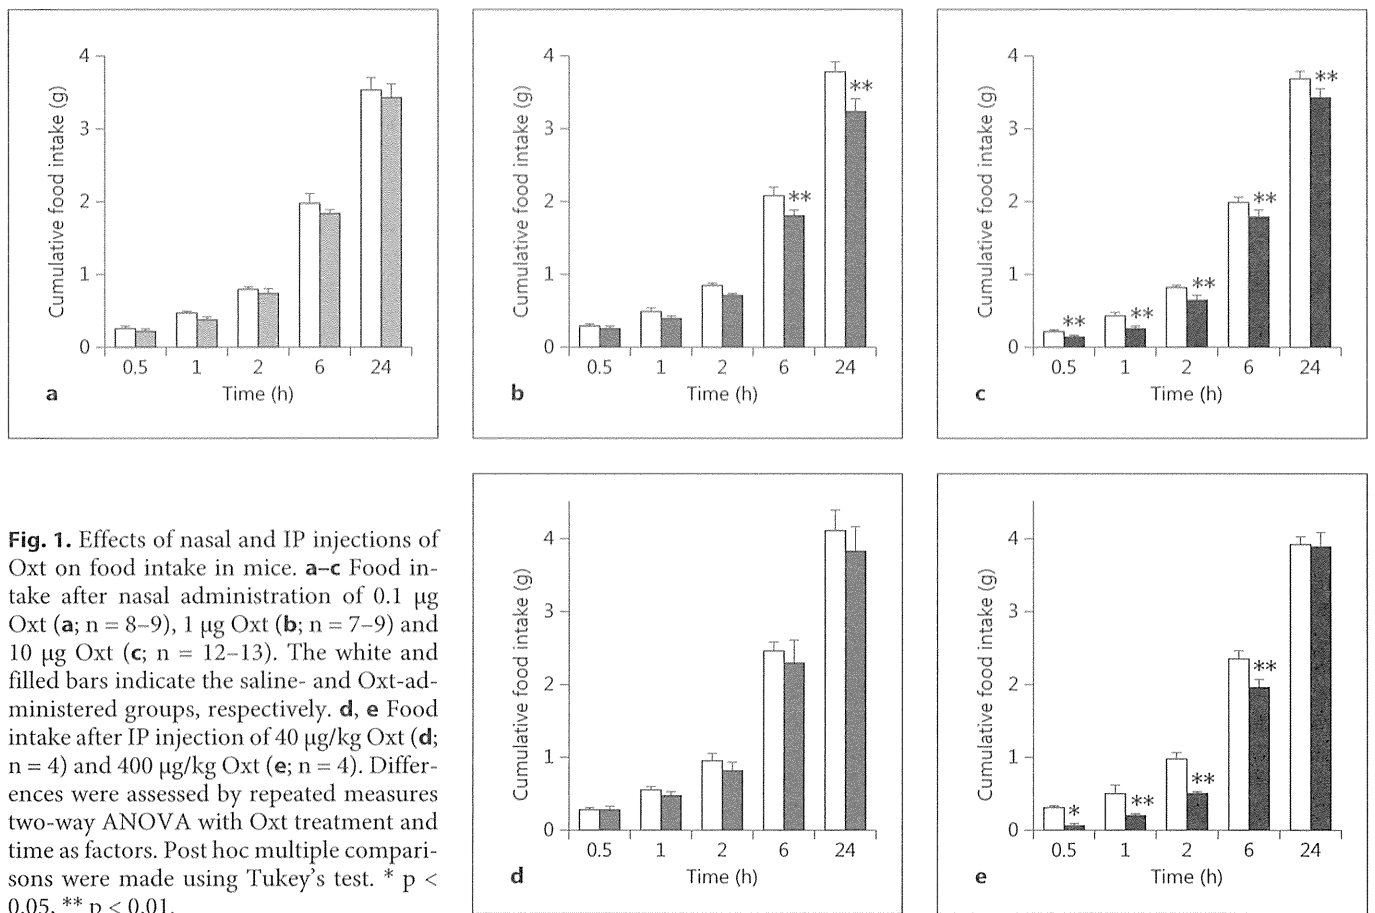 4
3
2
1
0
Cumulative food intake (g)
0.5 1 2 6 24
Time (h)
a
4
3
2
1
0
Cumulative food intake (g)
** **
0.5 1 2 6 24
Time (h)
b
4
3
2
1
0
Cumulative food intake (g)
** ** ** ** **
0.5 1 2 6 24
Time (h)
c
Fig. 1. Effects of nasal and IP injections of
Oxt on food intake in mice. a–c Food in-
take after nasal administration of 0.1 µg
Oxt (a; n = 8–9), 1 µg Oxt (b; n = 7–9) and
10 µg Oxt (c; n = 12–13). The white and
filled bars indicate the saline- and Oxt-ad-
ministered groups, respectively. d, e Food
intake after IP injection of 40 µg/kg Oxt (d;
n = 4) and 400 µg/kg Oxt (e; n = 4). Differ-
ences were assessed by repeated measures
two-way ANOVA with Oxt treatment and
time as factors. Post hoc multiple compari-
sons were made using Tukey's test. * p <
0.05, ** p < 0.01.
4
3
2
1
0
Cumulative food intake (g)
0.5 1 2 6 24
Time (h)
d
4
3
2
1
0
Cumulative food intake (g)
* ** ** **
0.5 1 2 6 24
Time (h)
e